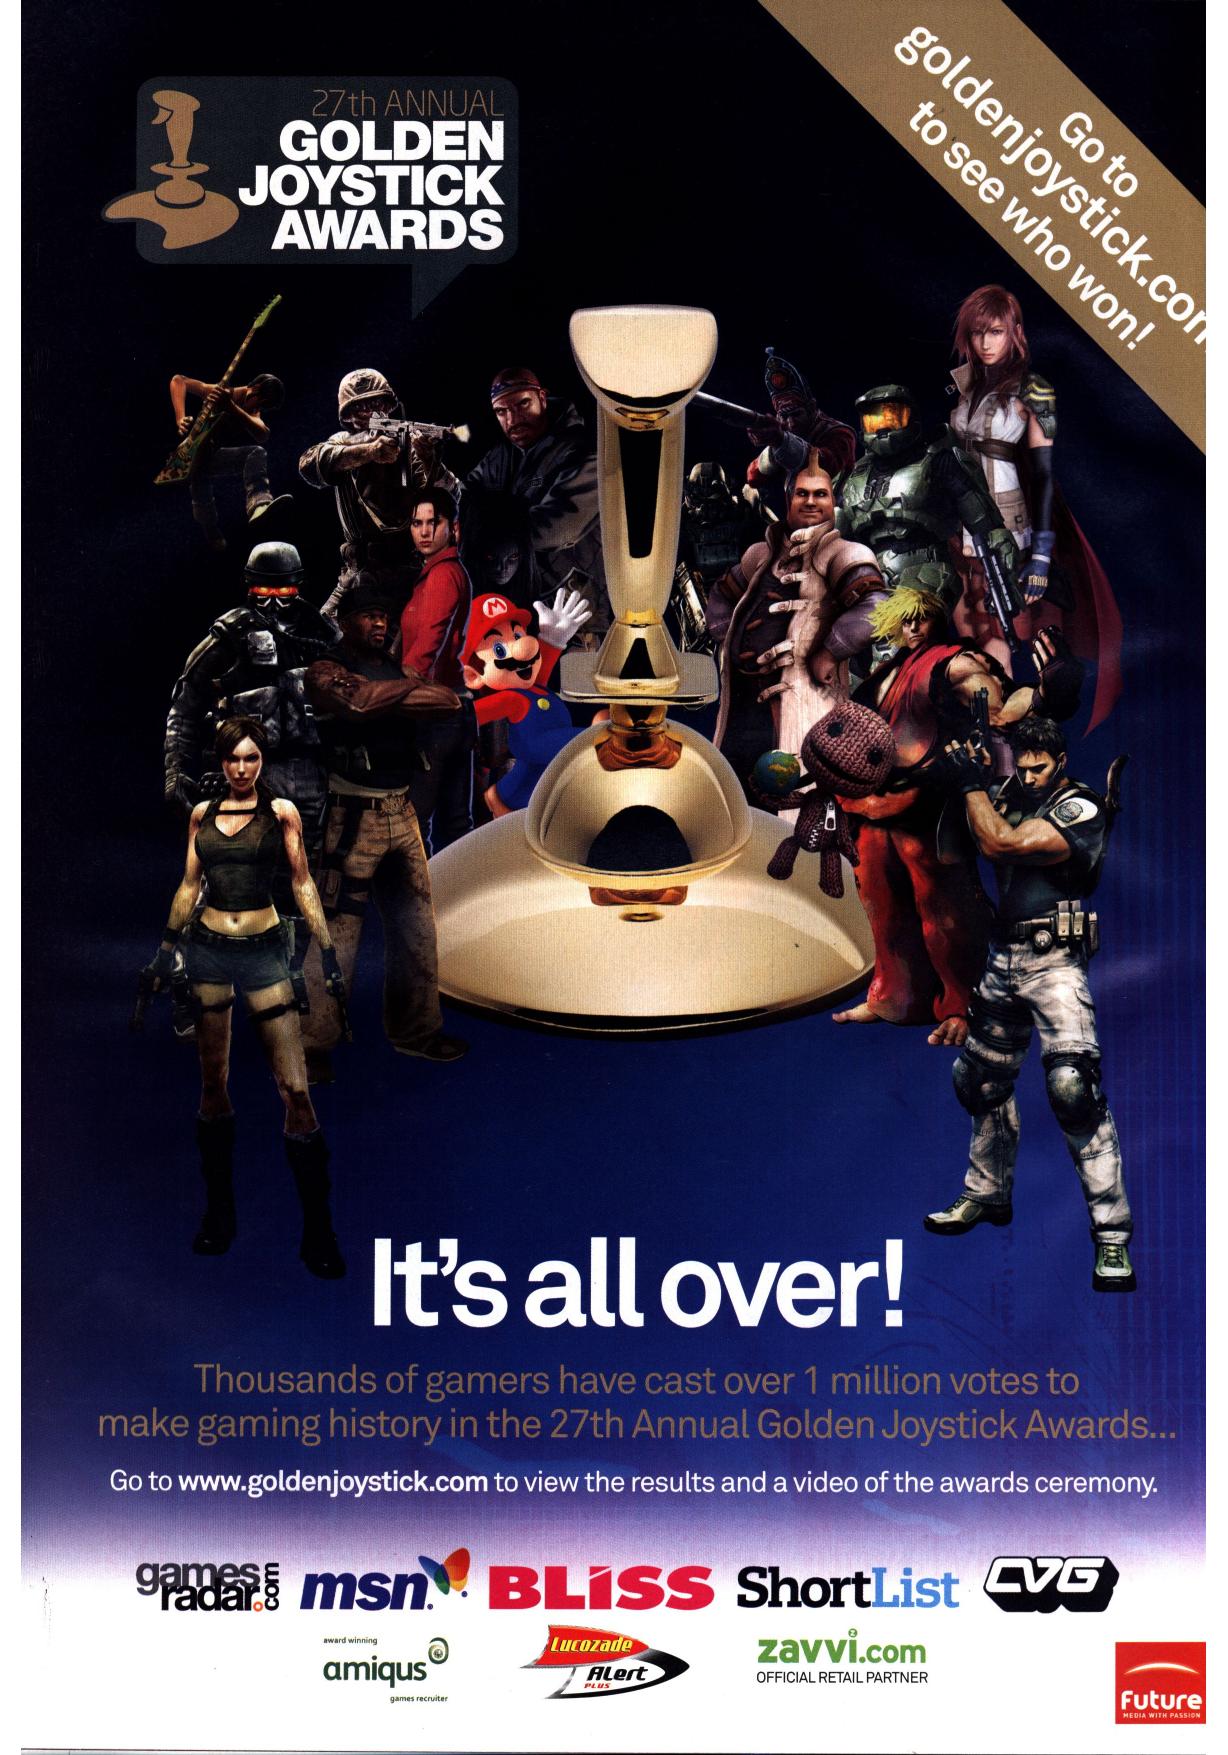 Go to
goldenjoystick.com
to see who won!
27th ANNUAL
GOLDEN
JOYSTICK
AWARDS
M
It's all over!
Thousands of gamers have cast over 1 million votes to
make gaming history in the 27th Annual Golden Joystick Awards...
Go to www.goldenjoystick.com to view the results and a video of the awards ceremony.
games
radar.com
msn
BLiSS
ShortList
CVG
award winning
amiqus
games recruiter
Lucozade
Alert
PLUS
zavvi.com
OFFICIAL RETAIL PARTNER
Future
MEDIA WITH PASSION